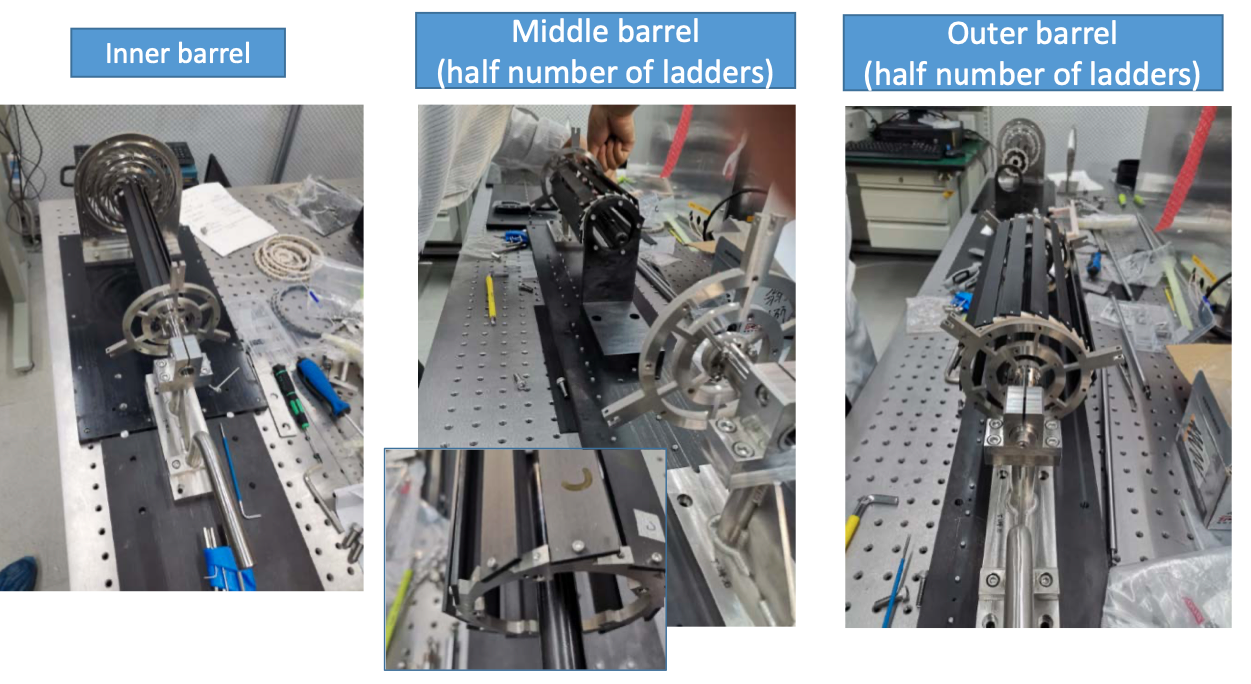 Inner barrel
Middle barrel
(half number of ladders)
Outer barrel
(half number of ladders)
C
C